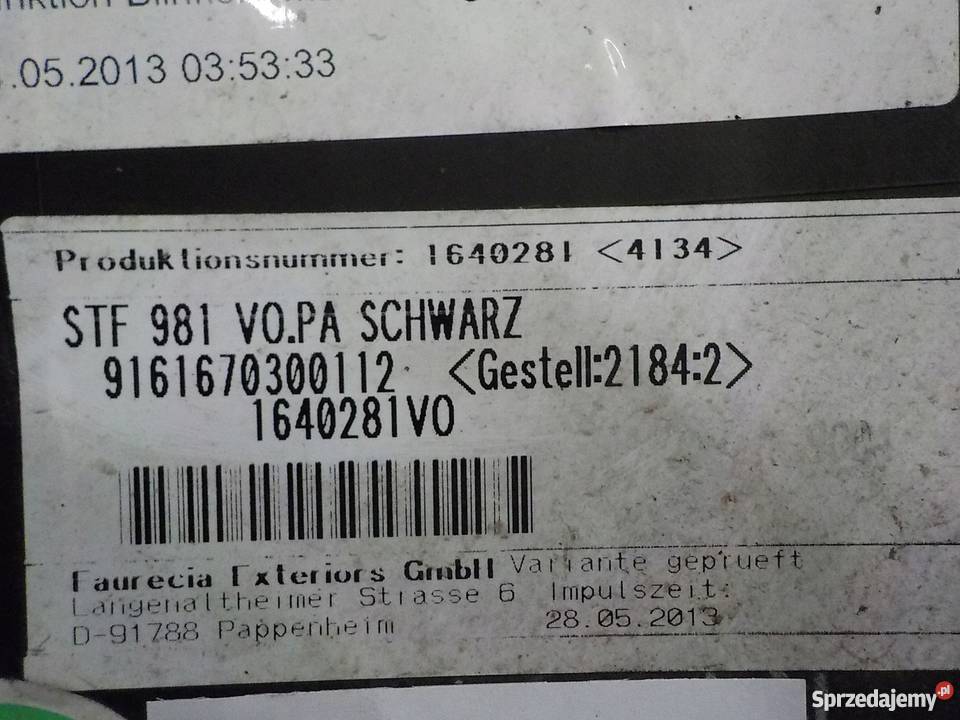 .05.2013 03:53:33
Produktionsnummer: 1640281 <4134>
STF 981 VO.PA SCHWARZ
9161670300112 <Gestell:2184:2>
1640281VO
Faurecia Exteriors GmbH Variante geprueft
Langenaltheimer Strasse 6 Impulszeit:
D-91788 Pappenheim 28.05.2013
Sprzedajemy.pl